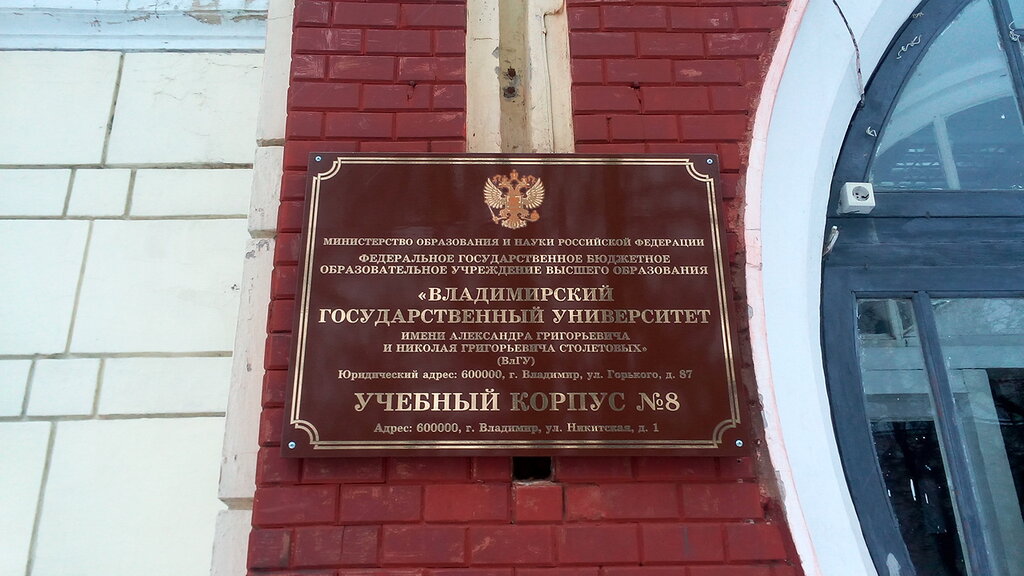 МИНИСТЕРСТВО ОБРАЗОВАНИЯ И НАУКИ РОССИЙСКОЙ ФЕДЕРАЦИИ
ФЕДЕРАЛЬНОЕ ГОСУДАРСТВЕННОЕ БЮДЖЕТНОЕ
ОБРАЗОВАТЕЛЬНОЕ УЧРЕЖДЕНИЕ ВЫСШЕГО ОБРАЗОВАНИЯ
«ВЛАДИМИРСКИЙ
ГОСУДАРСТВЕННЫЙ УНИВЕРСИТЕТ
ИМЕНИ АЛЕКСАНДРА ГРИГОРЬЕВИЧА
И НИКОЛАЯ ГРИГОРЬЕВИЧА СТОЛЕТОВЫХ»
(ВлГУ)
Юридический адрес: 600000, г. Владимир, ул. Горького, д. 87
УЧЕБНЫЙ КОРПУС №8
Адрес: 600000, г. Владимир, ул. Никитская, д. 1